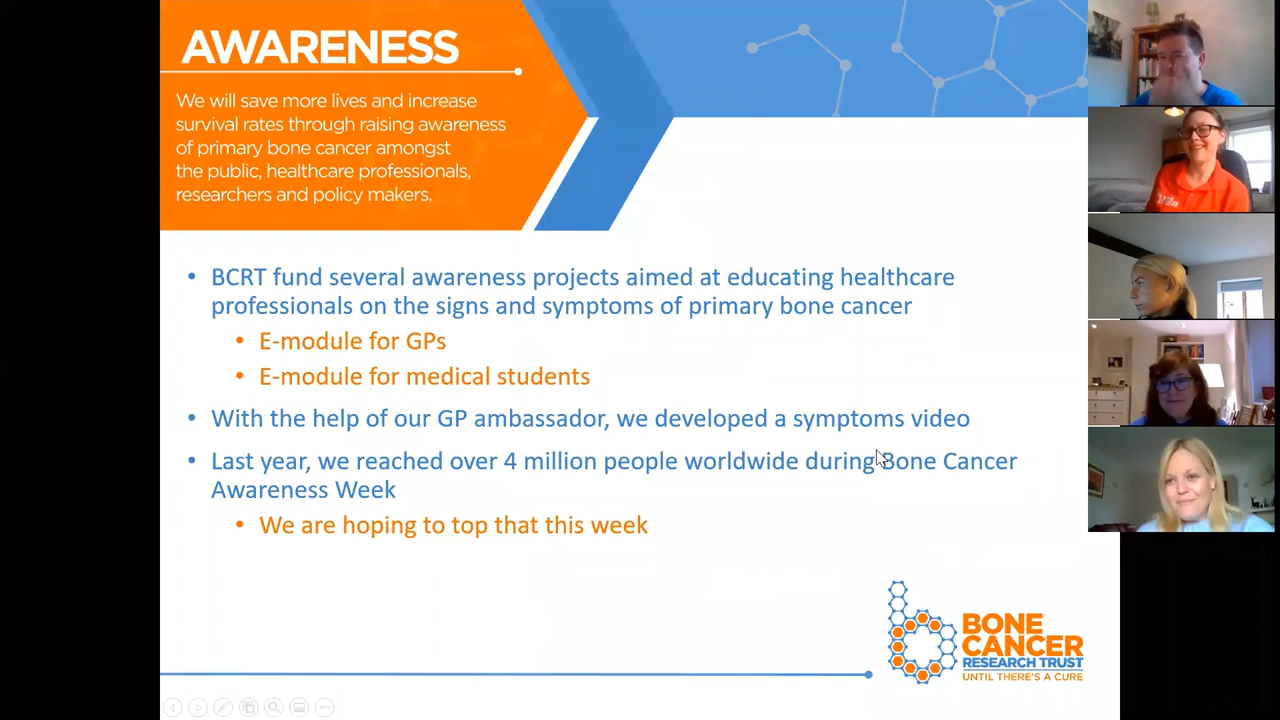 AWARENESS
We will save more lives and increase
survival rates through raising awareness
of primary bone cancer amongst
the public, healthcare professionals,
researchers and policy makers.
• BCRT fund several awareness projects aimed at educating healthcare
professionals on the signs and symptoms of primary bone cancer
• E-module for GPs
• E-module for medical students
• With the help of our GP ambassador, we developed a symptoms video
• Last year, we reached over 4 million people worldwide during Bone Cancer
Awareness Week
• We are hoping to top that this week
BONE
CANCER
RESEARCH TRUST
UNTIL THERE'S A CURE